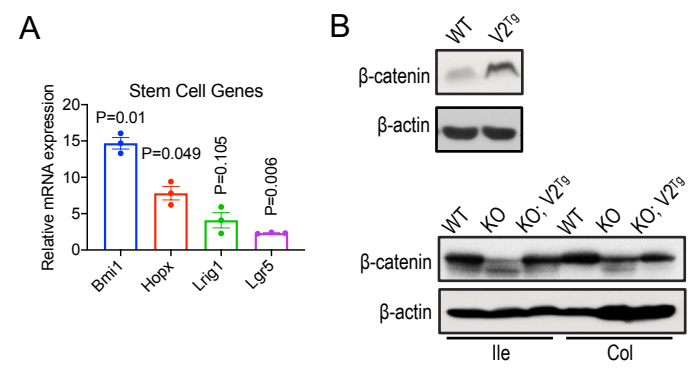 A
Stem Cell Genes
Relative mRNA expression
20
15
10
5
0
P=0.01
P=0.049
P=0.105
P=0.006
Bmi1
Hopx
Lrig1
Lgr5
B
WT V2Tg
β-catenin
β-actin
WT KO KO; V2Tg WT KO KO; V2Tg
β-catenin
β-actin
Ile Col